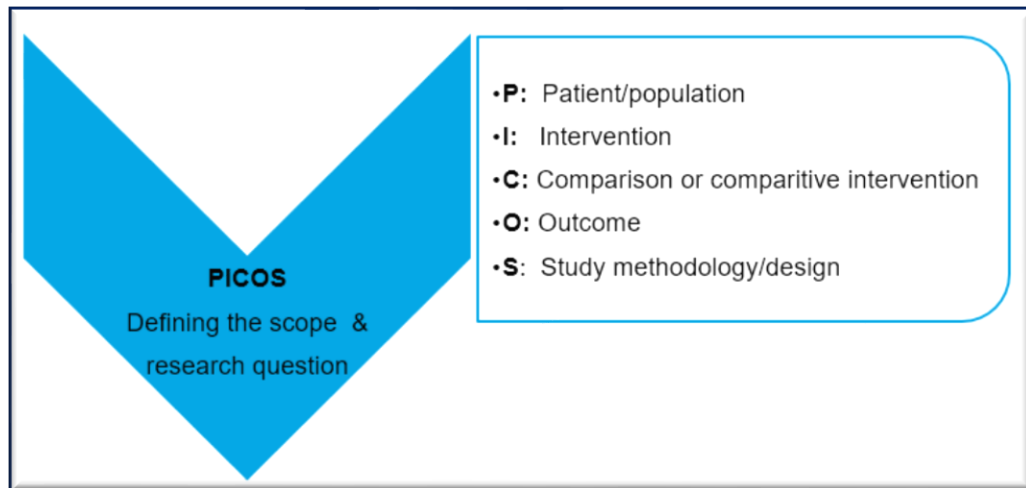 PICOS
Defining the scope &
research question
•P: Patient/population
•I: Intervention
•C: Comparison or comparitive intervention
•O: Outcome
•S: Study methodology/design